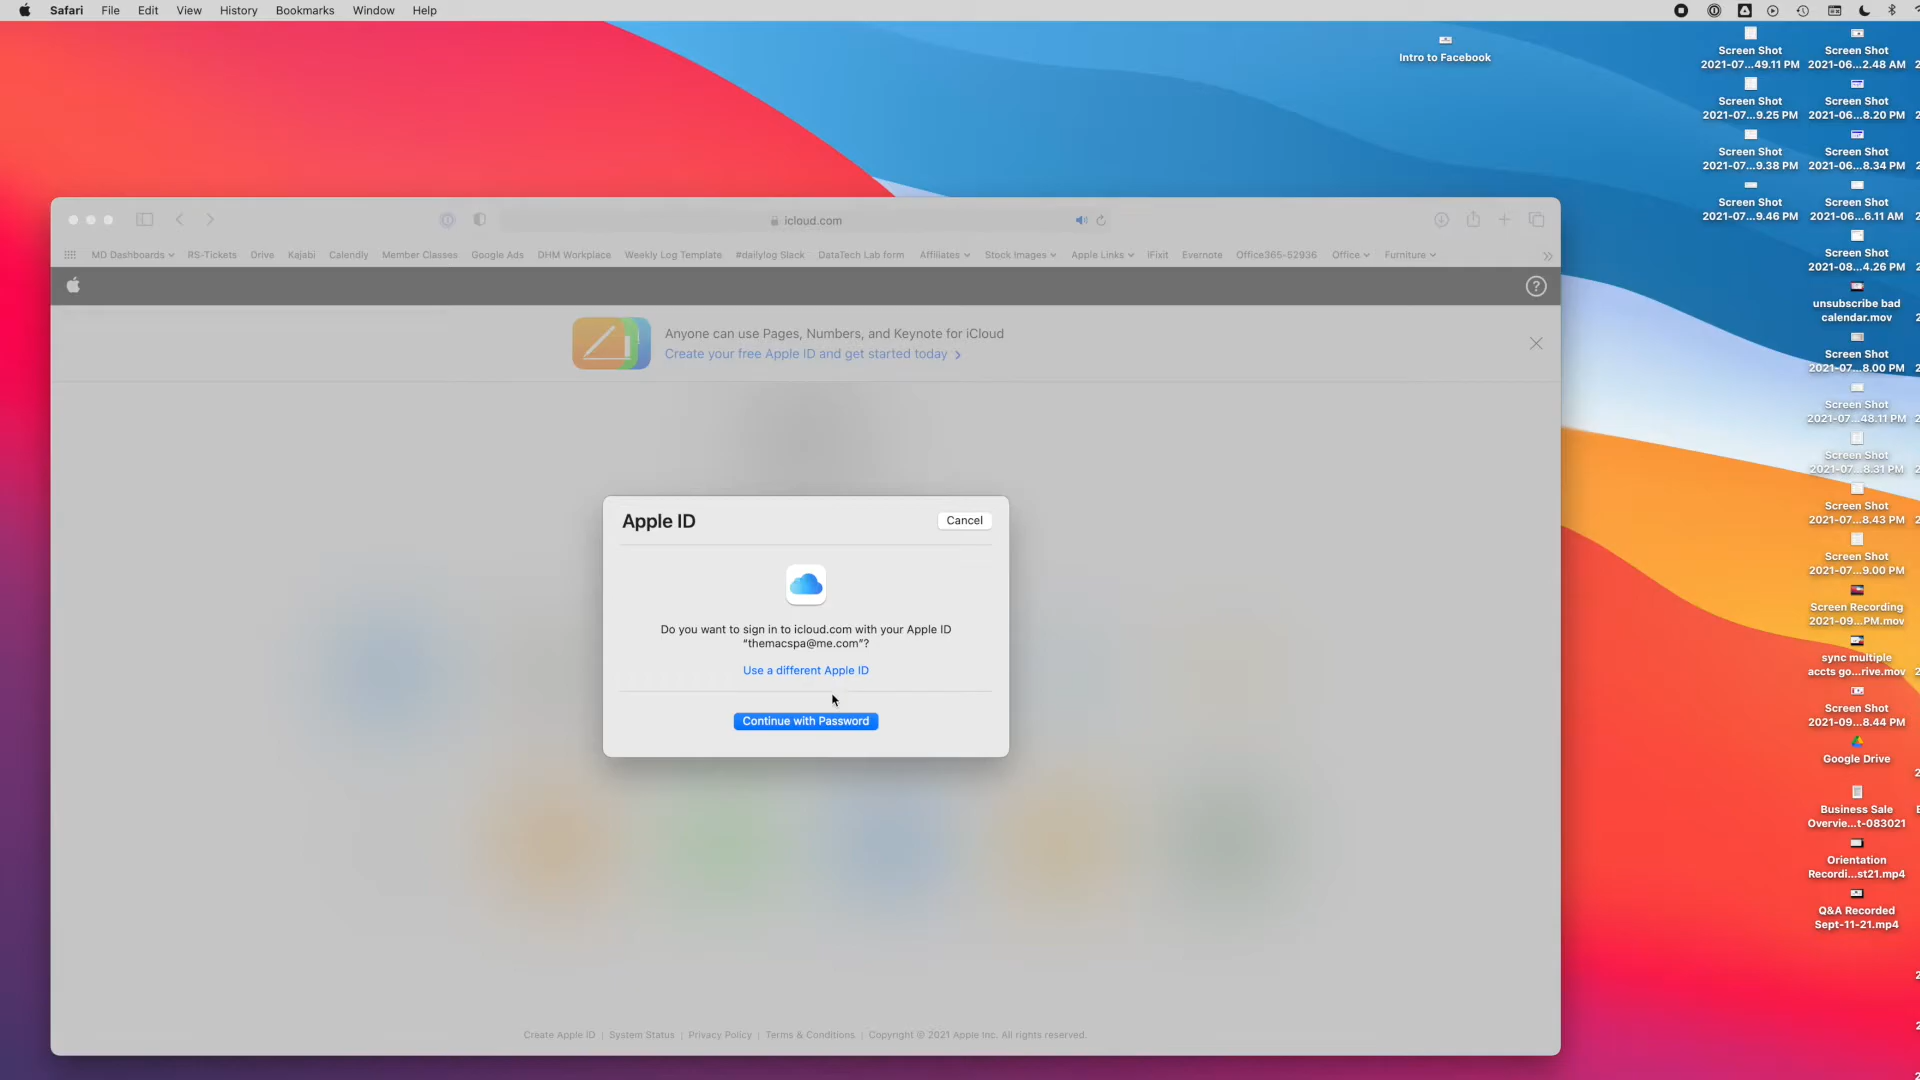 Safari File Edit View History Bookmarks Window Help
Intro to Facebook
Screen Shot
2021-07...49.11 PM
Screen Shot
2021-07...9.25 PM
Screen Shot
2021-07...9.38 PM
Screen Shot
2021-07...9.46 PM
Screen Shot
2021-06...2.48 AM
Screen Shot
2021-06...8.20 PM
Screen Shot
2021-06...8.34 PM
Screen Shot
2021-06...6.11 AM
Screen Shot
2021-08...4.26 PM
unsubscribe bad
calendar.mov
Screen Shot
2021-07...8.00 PM
Screen Shot
2021-07...48.11 PM
Screen Shot
2021-07...8.31 PM
Screen Shot
2021-07...8.43 PM
Screen Shot
2021-07...9.00 PM
Screen Recording
2021-09...PM.mov
sync multiple
accts go...rive.mov
Screen Shot
2021-09...8.44 PM
Google Drive
Business Sale
Overvie...t-083021
Orientation
Recordi...st21.mp4
Q&A Recorded
Sept-11-21.mp4
icloud.com
MD Dashboards RS-Tickets Drive Kajabi Calendly Member Classes Google Ads DHM Workplace Weekly Log Template #dailylog Slack DataTech Lab form Affiliates Stock Images Apple Links IFixit Evernote Office365-52936 Office Furniture
Anyone can use Pages, Numbers, and Keynote for iCloud
Create your free Apple ID and get started today >
Apple ID
Cancel
Do you want to sign in to icloud.com with your Apple ID
“themacspa@me.com”?
Use a different Apple ID
Continue with Password
Create Apple ID | System Status | Privacy Policy | Terms & Conditions | Copyright © 2021 Apple Inc. All rights reserved.